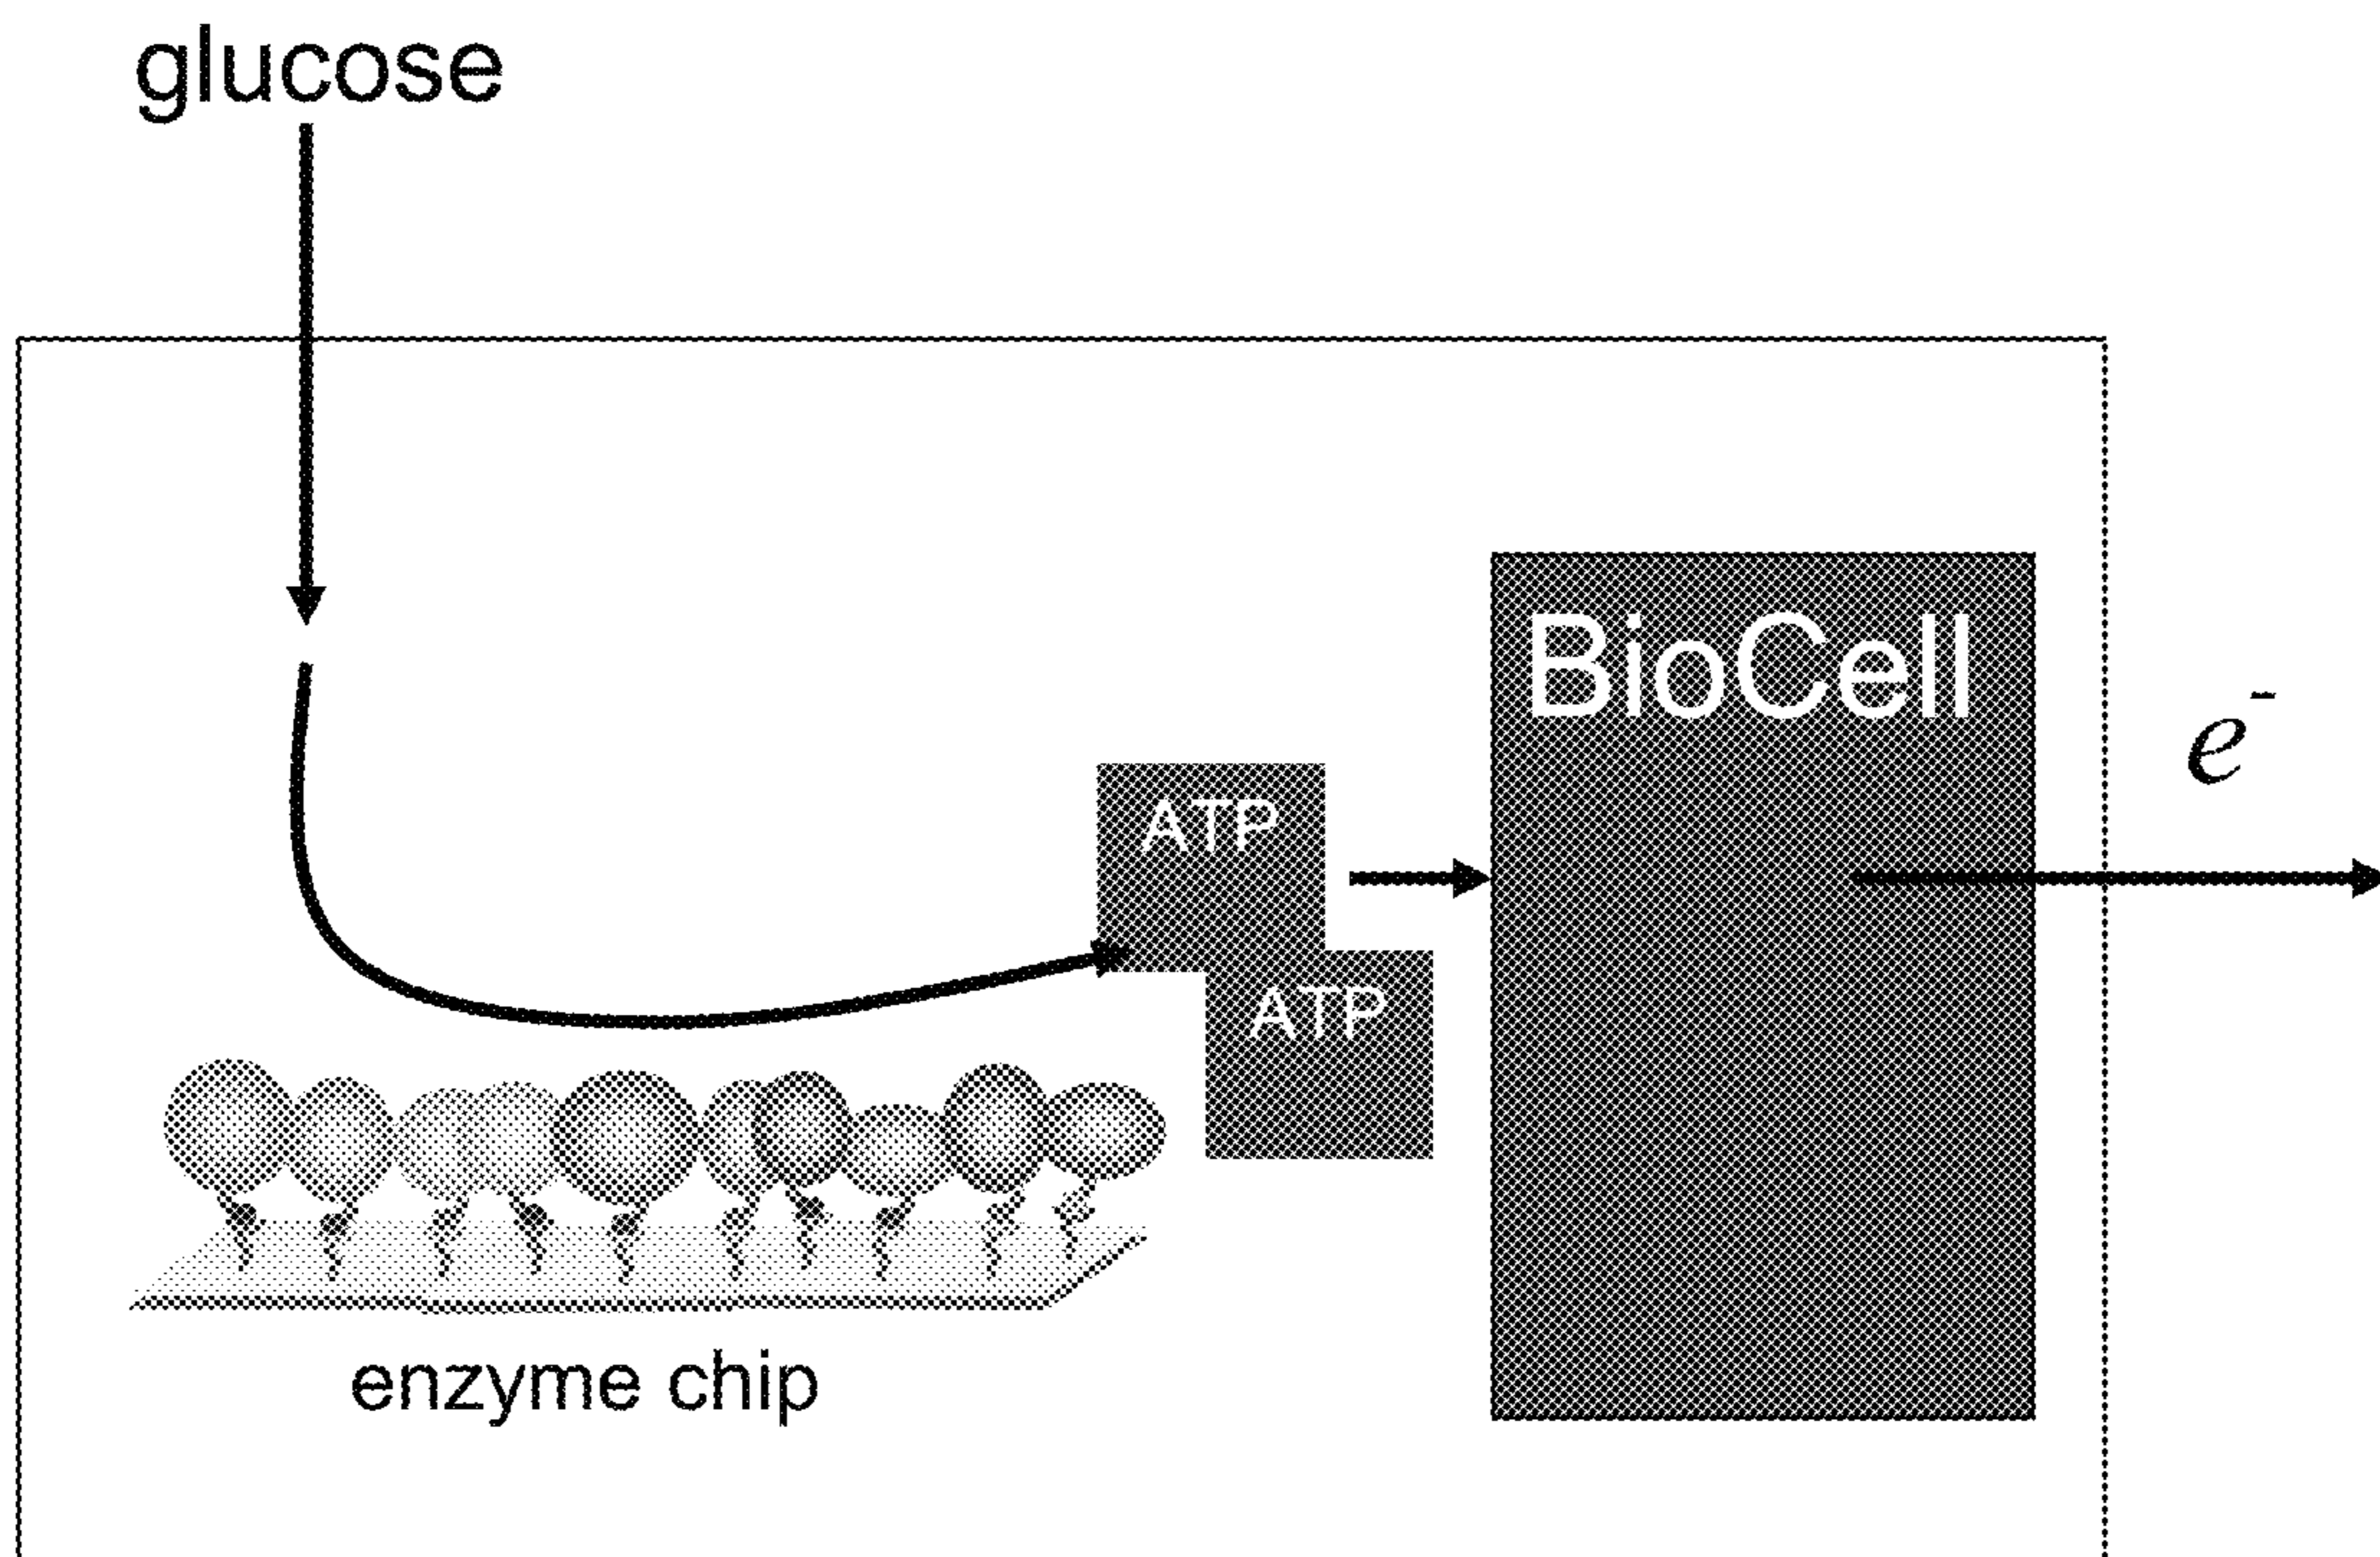 glucose
BioCell
e⁻
ATP
ATP
enzyme chip